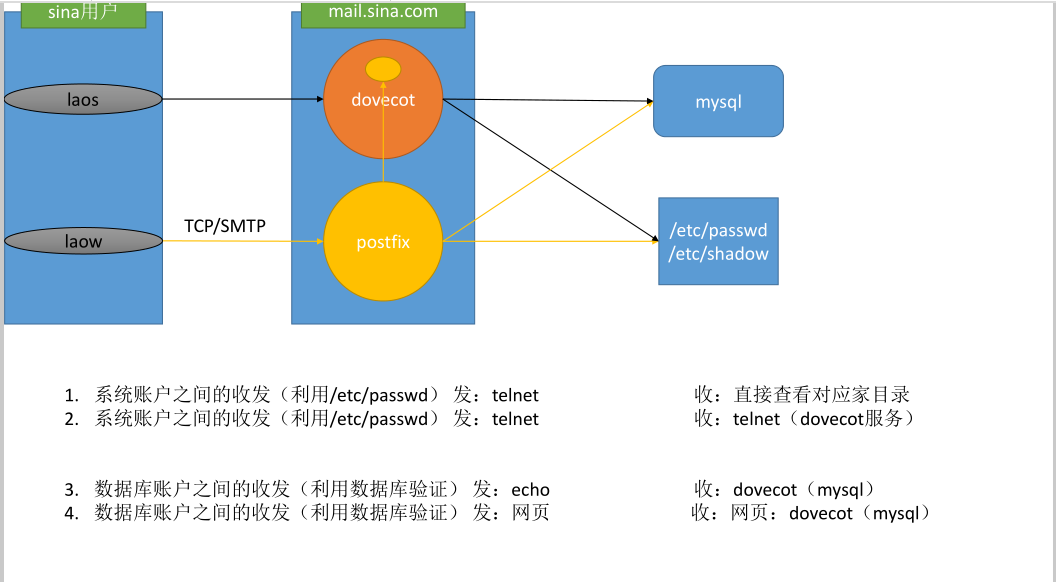 sina用户
mail.sina.com
laos
dovecot
mysql
laow
TCP/SMTP
postfix
/etc/passwd
/etc/shadow
1. 系统账户之间的收发（利用/etc/passwd） 发：telnet 收：直接查看对应家目录
2. 系统账户之间的收发（利用/etc/passwd） 发：telnet 收：telnet（dovecot服务）
3. 数据库账户之间的收发（利用数据库验证） 发：echo 收：dovecot（mysql）
4. 数据库账户之间的收发（利用数据库验证） 发：网页 收：网页：dovecot（mysql）